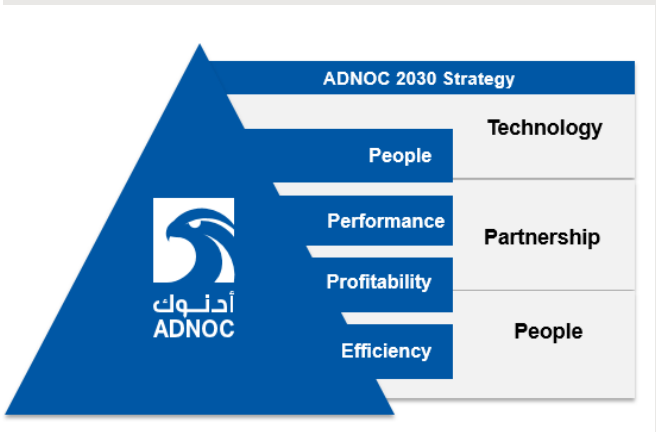 ADNOC 2030 Strategy
Technology
People
Performance
Partnership
Profitability
People
Efficiency
أدنوك
ADNOC